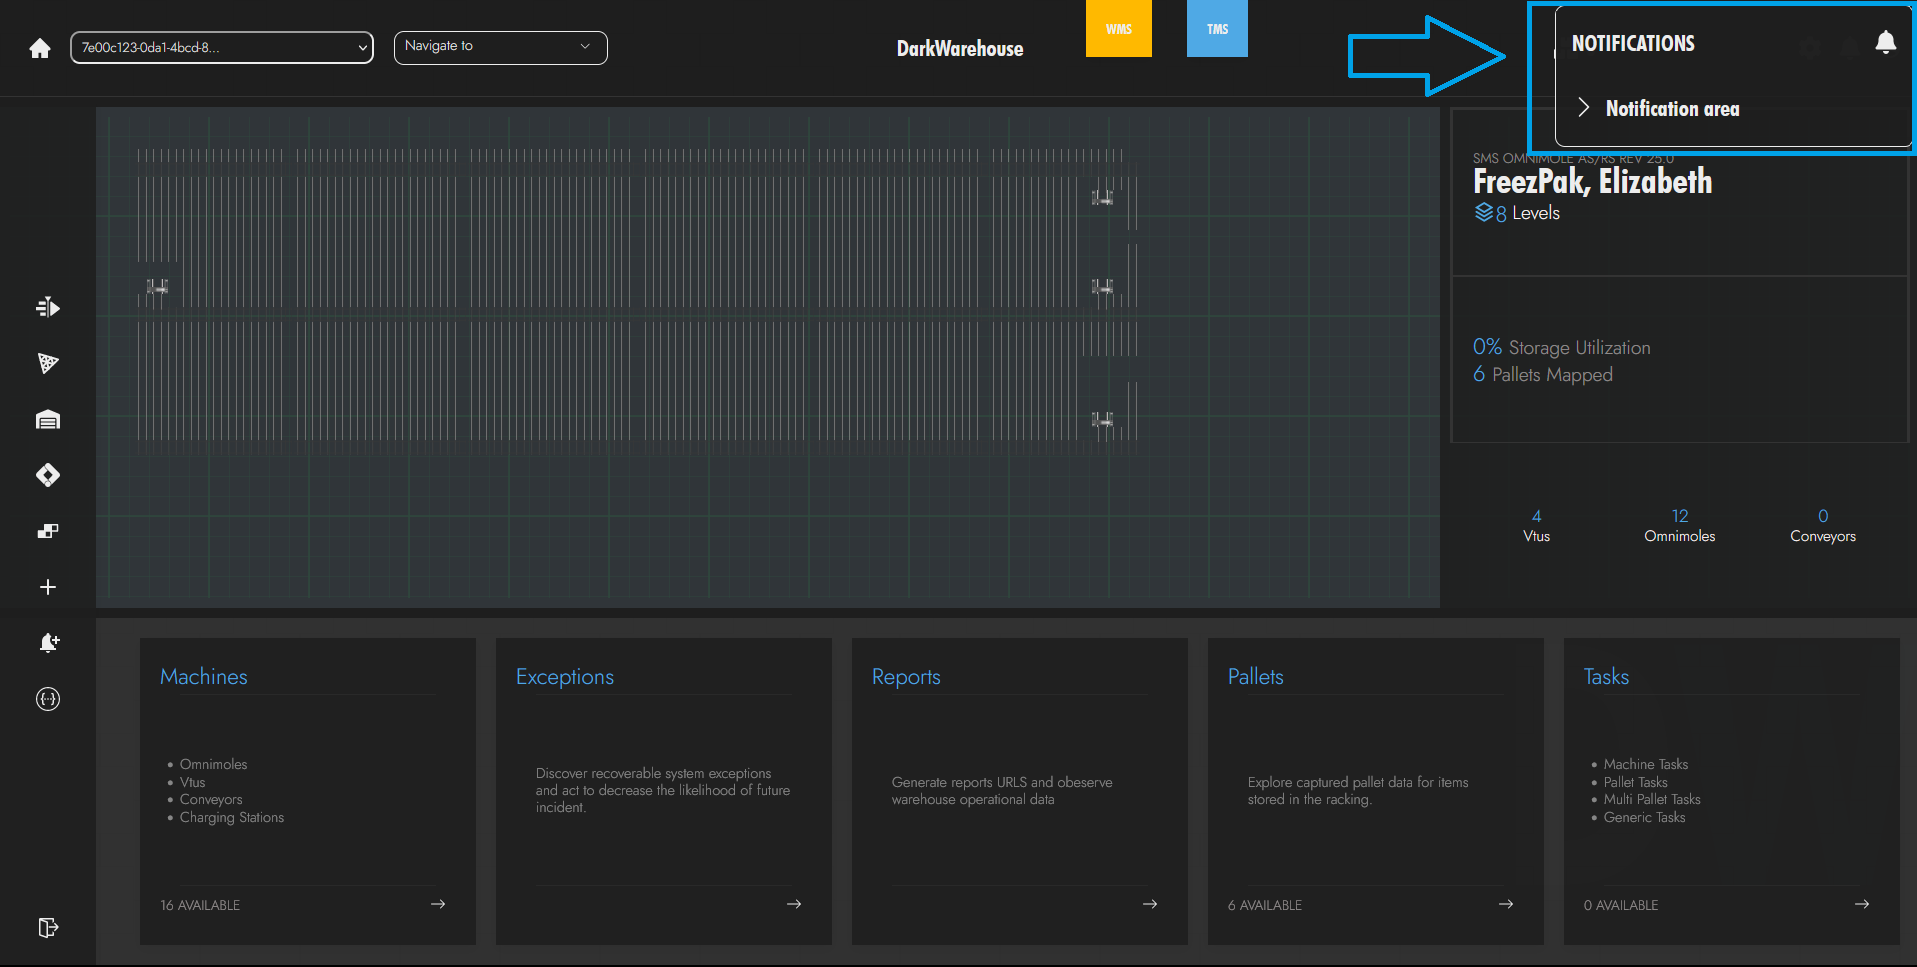 7e00c123-0da1-4bcd-8...
Navigate to
DarkWarehouse
WMS
TMS
NOTIFICATIONS
Notification area
SMS OMNIMOLE AS/RS REV 25.0
FreezPak, Elizabeth
8 Levels
0% Storage Utilization
6 Pallets Mapped
4
Vtus
12
Omnimoles
0
Conveyors
Machines
Omnimoles
Vtus
Conveyors
Charging Stations
16 AVAILABLE
Exceptions
Discover recoverable system exceptions
and act to decrease the likelihood of future
incident.
Reports
Generate reports URLS and obeserve
warehouse operational data
Pallets
Explore captured pallet data for items
stored in the racking.
6 AVAILABLE
Tasks
Machine Tasks
Pallet Tasks
Multi Pallet Tasks
Generic Tasks
0 AVAILABLE